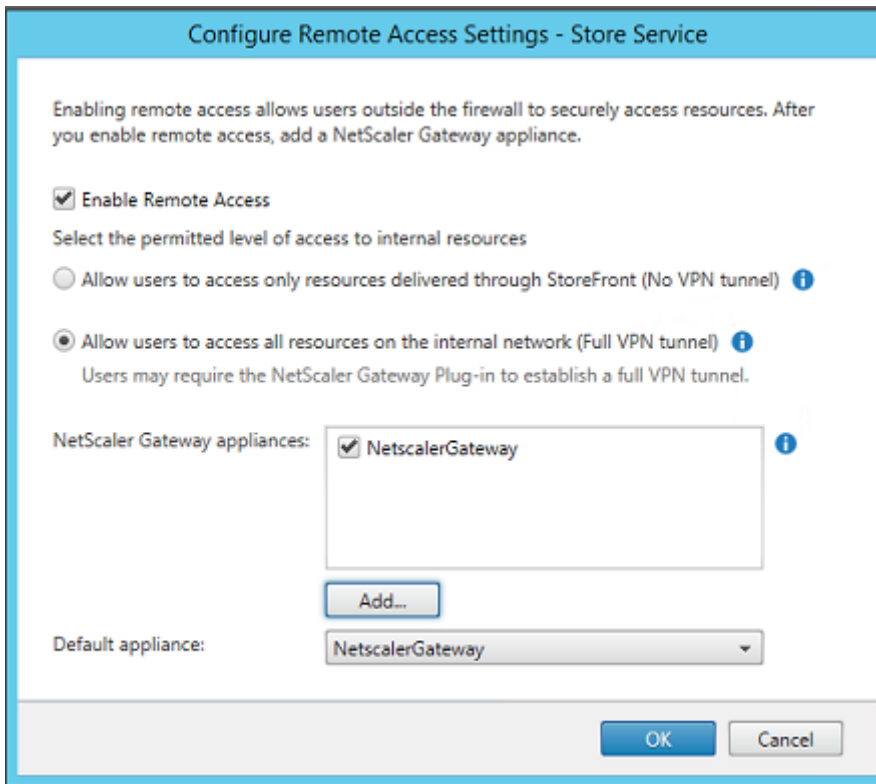 Configure Remote Access Settings - Store Service
Enabling remote access allows users outside the firewall to securely access resources. After
you enable remote access, add a NetScaler Gateway appliance.
Enable Remote Access
Select the permitted level of access to internal resources
Allow users to access only resources delivered through StoreFront (No VPN tunnel)
Allow users to access all resources on the internal network (Full VPN tunnel)
Users may require the NetScaler Gateway Plug-in to establish a full VPN tunnel.
NetScaler Gateway appliances:
NetscalerGateway
Add...
Default appliance:
NetscalerGateway
OK
Cancel